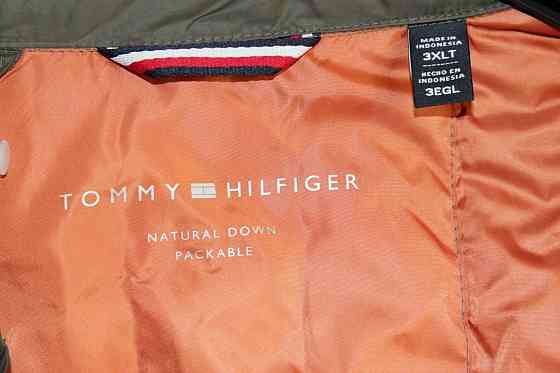 MADE IN
INDONESIA
3XLT
HECHO EN
INDONESIA
3EGL
TOMMY HILFIGER
NATURAL DOWN
PACKABLE